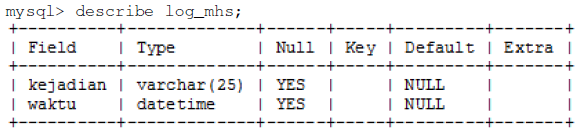 mysql> describe log_mhs;
+----------+-------------+------+-----+---------+-------+
| Field    | Type        | Null | Key | Default | Extra |
+----------+-------------+------+-----+---------+-------+
| kejadian | varchar(25) | YES  |     | NULL    |       |
| waktu    | datetime    | YES  |     | NULL    |       |
+----------+-------------+------+-----+---------+-------+